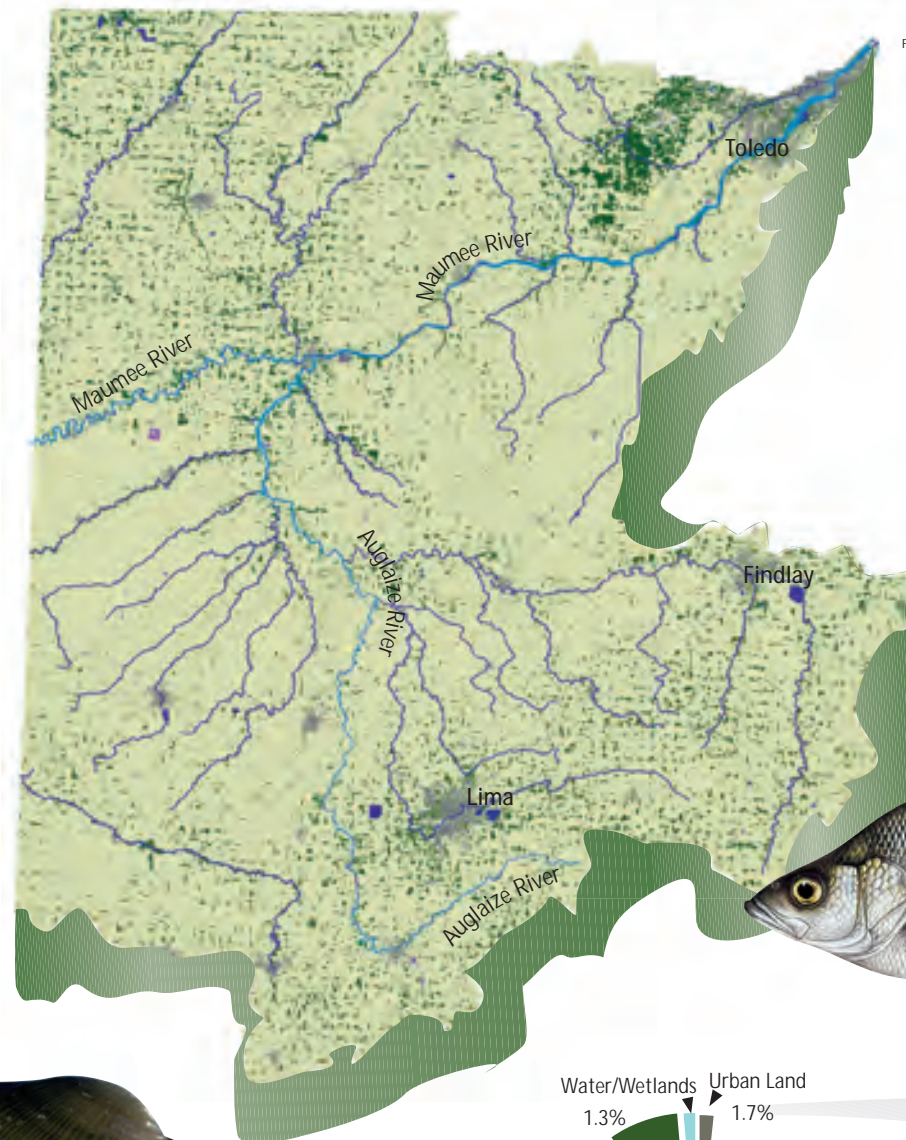 Toledo
Maumee River
Maumee River
Auglaize River
Findlay
Lima
Auglaize River
Water/Wetlands
Urban Land
1.3%
1.7%